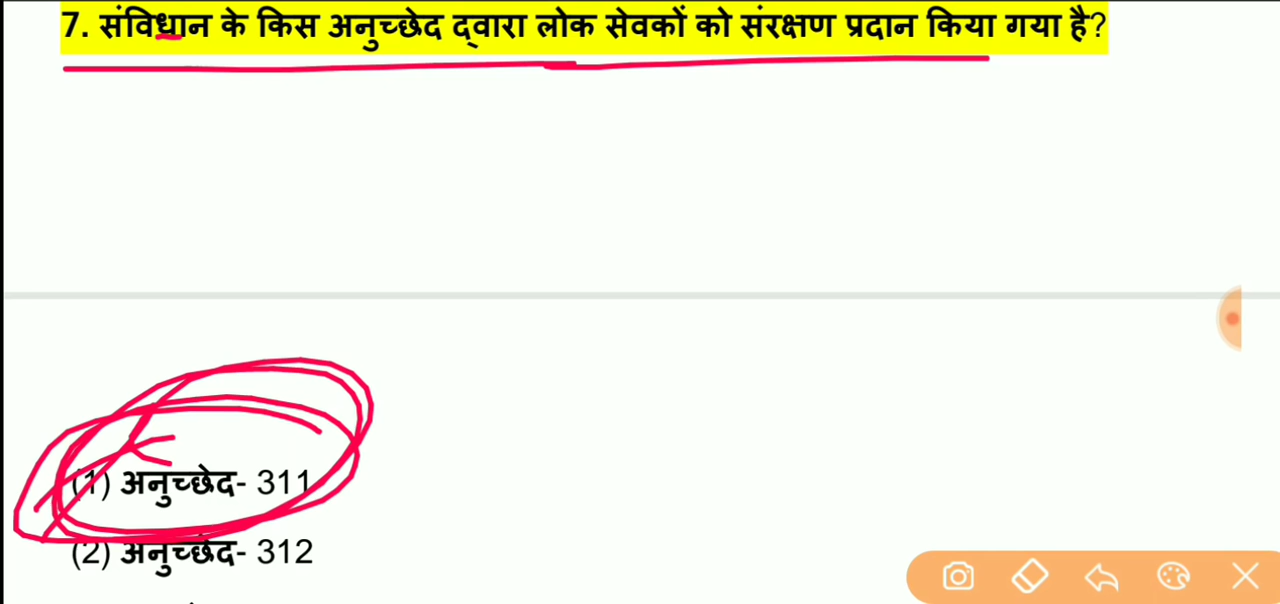 7. संविधान के किस अनुच्छेद द्वारा लोक सेवकों को संरक्षण प्रदान किया गया है?
(1) अनुच्छेद- 311
(2) अनुच्छेद- 312